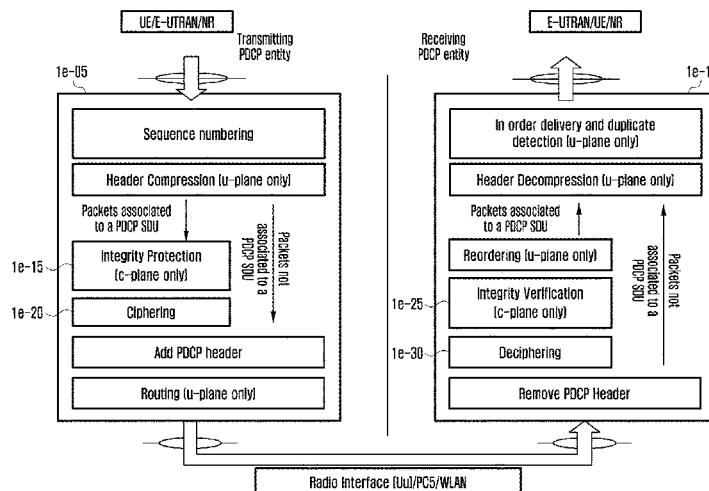 UE/E-UTRAN/NR
Transmitting
PDCP entity
1e-05
Sequence numbering
Header Compression (u-plane only)
Packets associated
to a PDCP SDU
Packets not
associated to a
PDCP SDU
1e-15
Integrity Protection
(c-plane only)
1e-20
Ciphering
Add PDCP header
Routing (u-plane only)
E-UTRAN/UE/NR
Receiving
PDCP entity
In order delivery and duplicate
detection (u-plane only)
Header Decompression (u-plane only)
Packets associated
to a PDCP SDU
Packets not
associated to a
PDCP SDU
Reordering (u-plane only)
1e-25
Integrity Verification
(c-plane only)
1e-30
Deciphering
Remove PDCP Header
Radio Interface (Uu)/PC5/WLAN